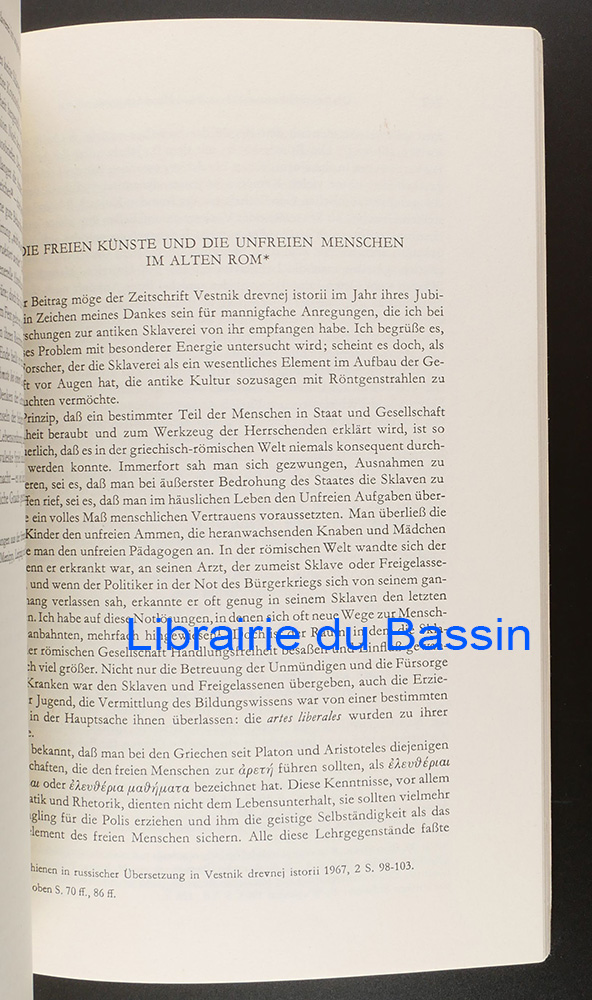 DIE FREIEN KÜNSTE UND DIE UNFREIEN MENSCHEN
IM ALTEN ROM*
r Beitrag möge der Zeitschrift Vestnik drevnej istorii im Jahr ihres Jubi-
in Zeichen meines Dankes sein für mannigfache Anregungen, die ich bei
schungen zur antiken Sklaverei von ihr empfangen habe. Ich begrüße es,
es Problem mit besonderer Energie untersucht wird; scheint es doch, als
Forscher, der die Sklaverei als ein wesentliches Element im Aufbau der Ge-
ft vor Augen hat, die antike Kultur sozusagen mit Röntgenstrahlen zu
uchten vermöchte.
Prinzip, daß ein bestimmter Teil der Menschen in Staat und Gesellschaft
heit beraubt und zum Werkzeug der Herrschenden erklärt wird, ist so
uerlich, daß es in der griechisch-römischen Welt niemals konsequent durch-
werden konnte. Immerfort sah man sich gezwungen, Ausnahmen zu
eren, sei es, daß man bei äußerster Bedrohung des Staates die Sklaven zu
fen rief, sei es, daß man im häuslichen Leben den Unfreien Aufgaben über-
e ein volles Maß menschlichen Vertrauens voraussetzten. Man überließ die
Kinder den unfreien Ammen, die heranwachsenden Knaben und Mädchen
e man den unfreien Pädagogen an. In der römischen Welt wandte sich der
enn er erkrankt war, an seinen Arzt, der zumeist Sklave oder Freigelasse-
und wenn der Politiker in der Not des Bürgerkriegs sich von seinem gan-
hang verlassen sah, erkannte er oft genug in seinem Sklaven den letzten
n. Ich habe auf diese Notlösungen, in denen sich oft neue Wege zur Mensch-
anbahnten, mehrfach hingewiesen
Librairie du Bassin
er römischen Gesellschaft Handlungsfreiheit besaßen und Einfluß
ch viel größer. Nicht nur die Betreuung der Unmündigen und die Fürsorge
Kranken war den Sklaven und Freigelassenen übergeben, auch die Erzie-
r Jugend, die Vermittlung des Bildungswissens war von einer bestimmten
in der Hauptsache ihnen überlassen: die artes liberales wurden zu ihrer
e.
bekannt, daß man bei den Griechen seit Platon und Aristoteles diejenigen
chaften, die den freien Menschen zur ἀρετή führen sollten, als ἐλευθέριαι
αι oder ἐλευθέρια μαθήματα bezeichnet hat. Diese Kenntnisse, vor allem
atik und Rhetorik, dienten nicht dem Lebensunterhalt, sie sollten vielmehr
ngling für die Polis erziehen und ihm die geistige Selbständigkeit als das
element des freien Menschen sichern. Alle diese Lehrgegenstände faßte
hienen in russischer Übersetzung in Vestnik drevnej istorii 1967, 2 S. 98-103.
oben S. 70 ff., 86 ff.